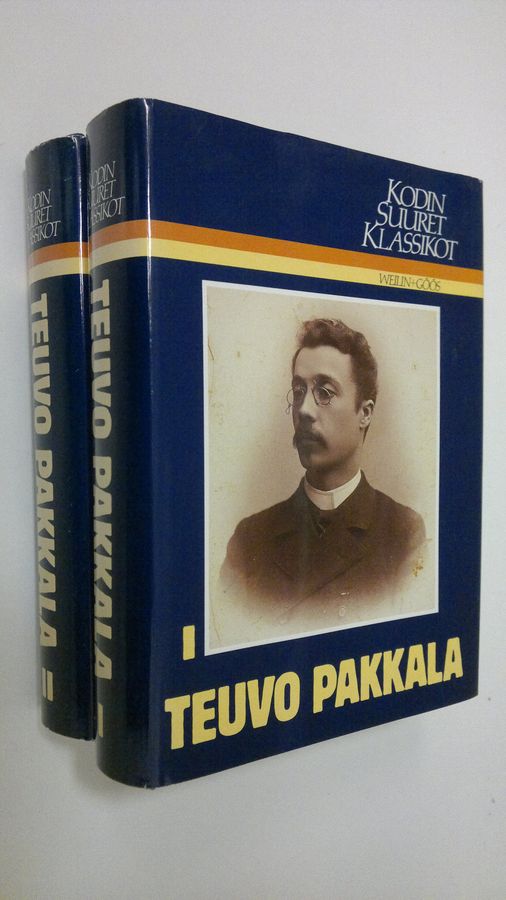 KODIN
SUURET
KLASSIKOT
TEUVO PAKKALA
II
KODIN
SUURET
KLASSIKOT
TEUVO PAKKALA
I
KODIN
SUURET
KLASSIKOT
WEILIN+GÖÖS
I
TEUVO PAKKALA